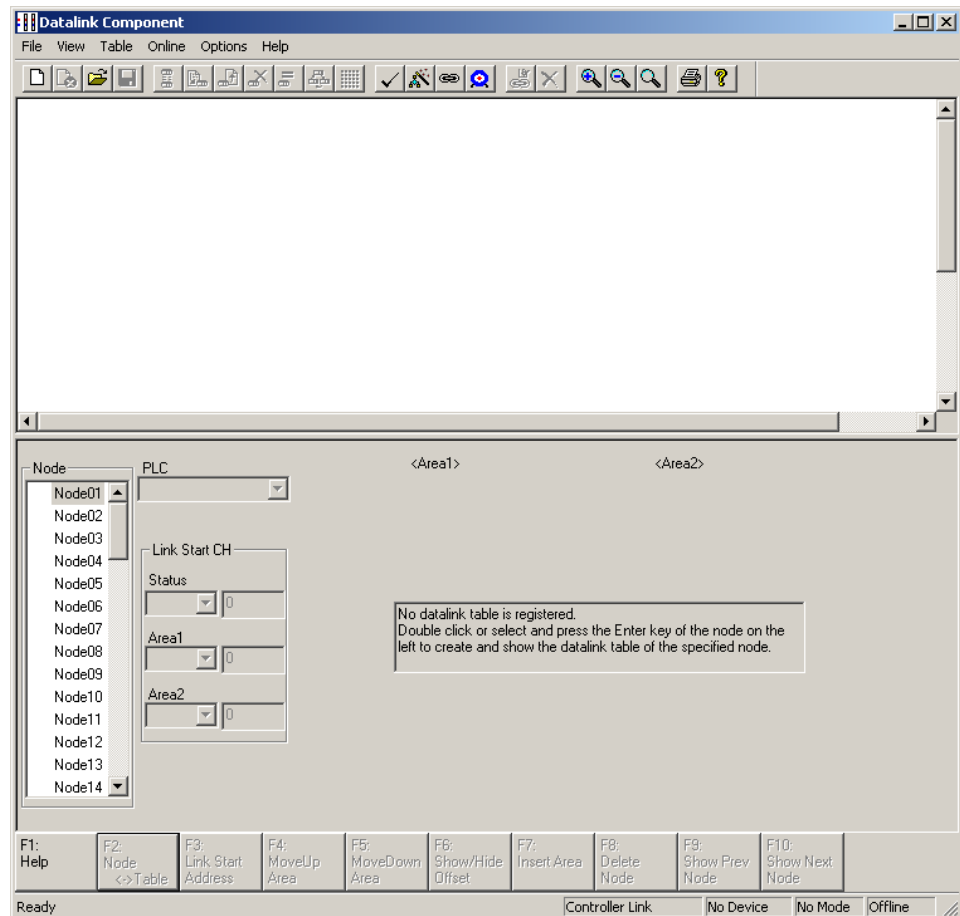 Datalink Component
File View Table Online Options Help
<Area1> <Area2>
Node
Node01
Node02
Node03
Node04
Node05
Node06
Node07
Node08
Node09
Node10
Node11
Node12
Node13
Node14
PLC
Link Start CH
Status
0
Area1
0
Area2
0
No datalink table is registered.
Double click or select and press the Enter key of the node on the
left to create and show the datalink table of the specified node.
F1:
Help
F2:
Node
<->Table
F3:
Link Start
Address
F4:
MoveUp
Area
F5:
MoveDown
Area
F6:
Show/Hide
Offset
F7:
Insert Area
F8:
Delete
Node
F9:
Show Prev
Node
F10:
Show Next
Node
Ready Controller Link No Device No Mode Offline